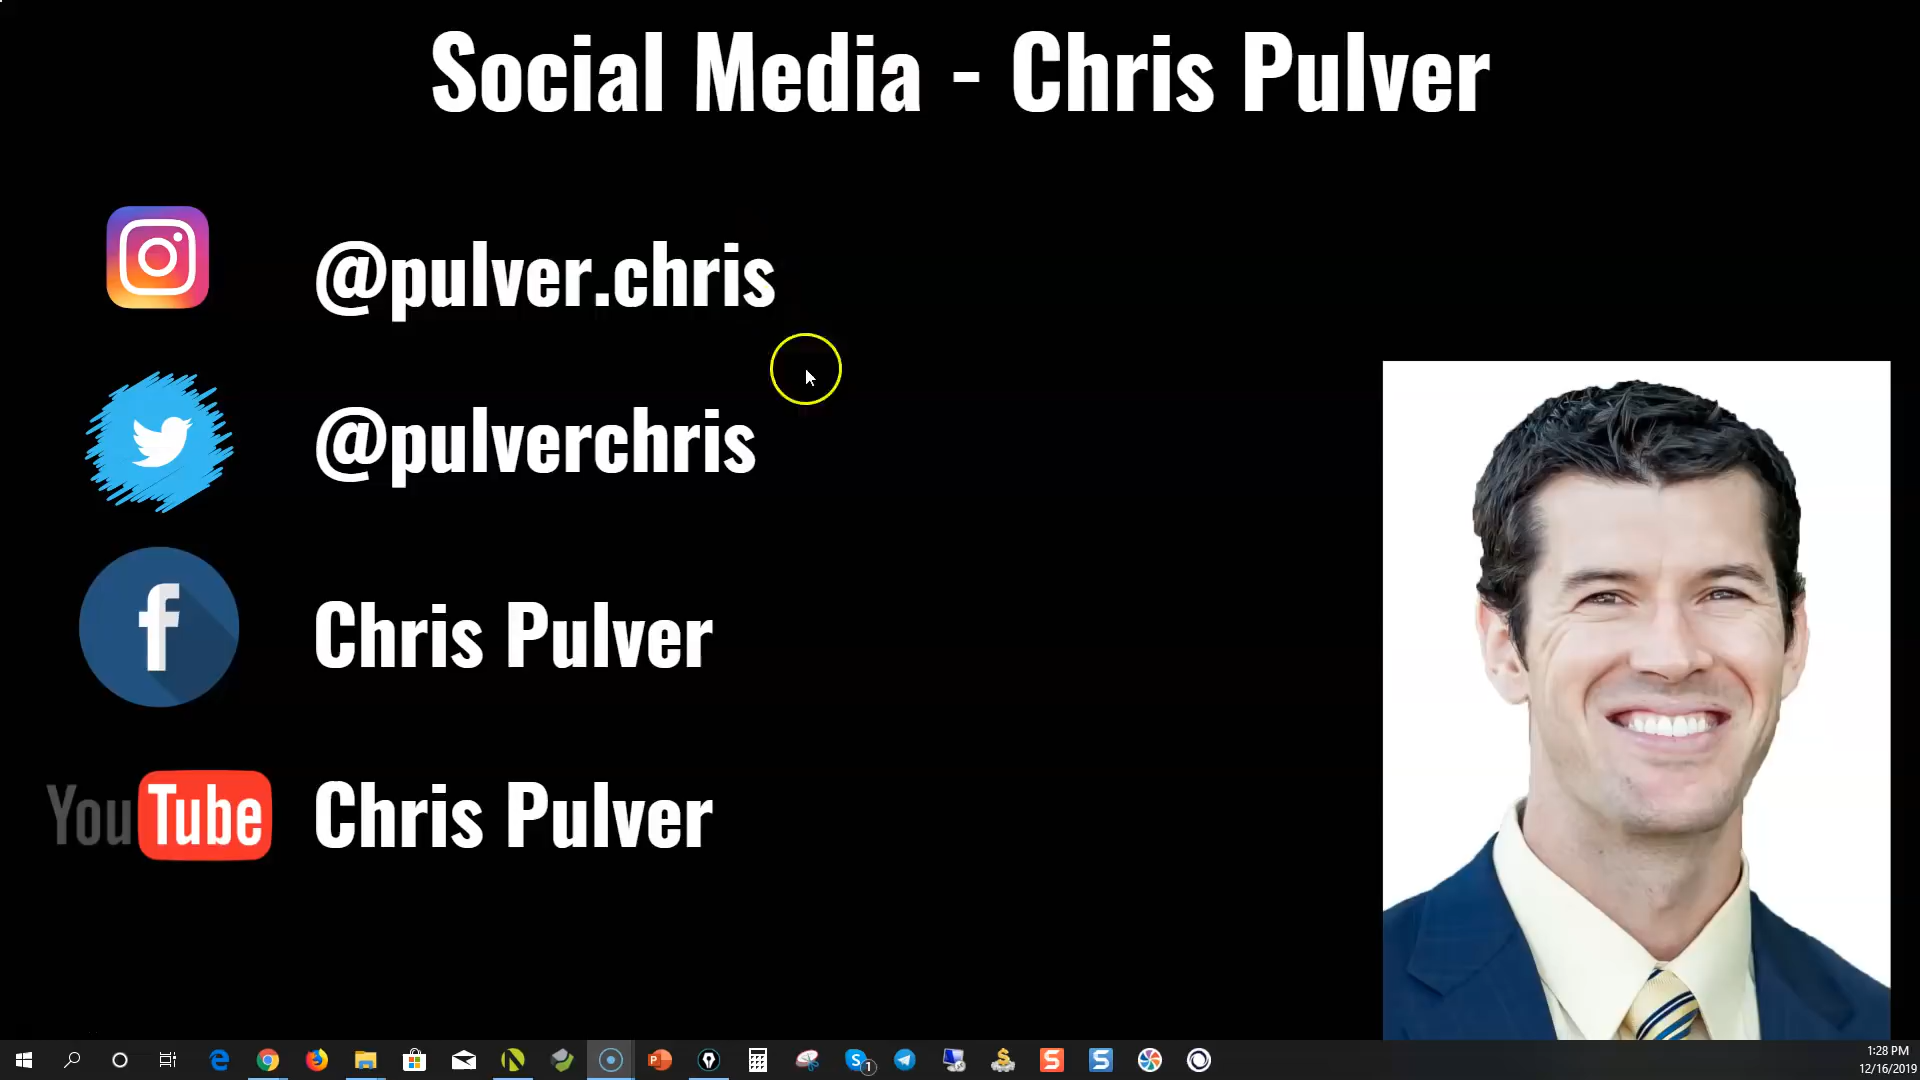 Social Media - Chris Pulver
@pulver.chris
@pulverchris
f
Chris Pulver
YouTube
Chris Pulver
1:28 PM
12/16/2019